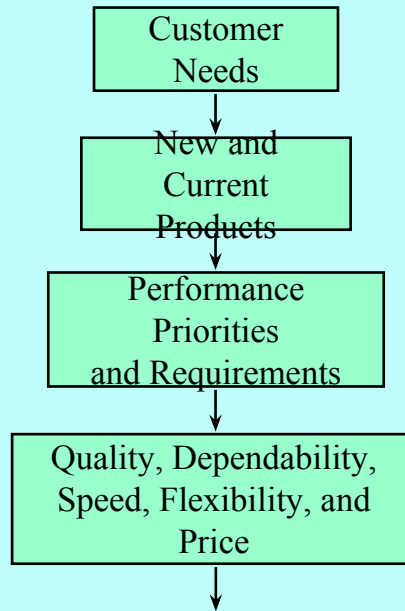 Customer
Needs
New and
Current
Products
Performance
Priorities
and Requirements
Quality, Dependability,
Speed, Flexibility, and
Price